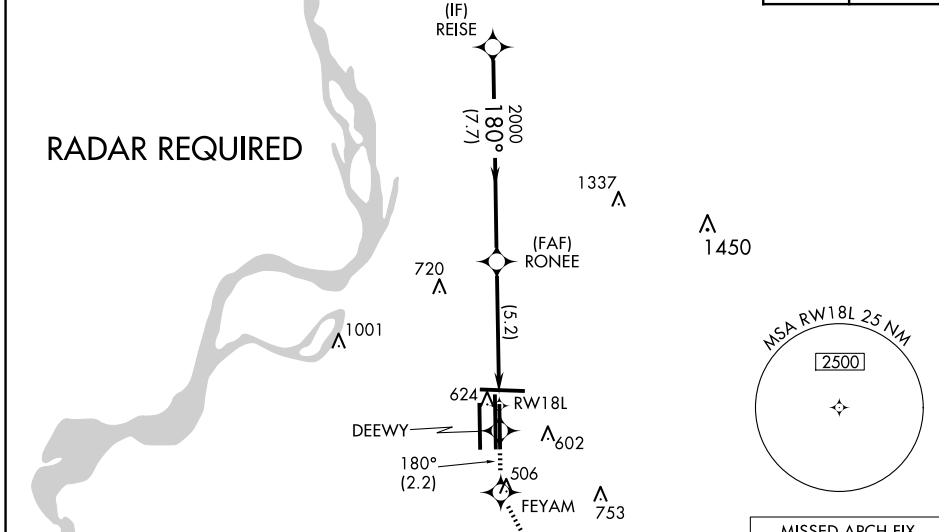 (IF)
REISE
2000
180°
(7.7)
RADAR REQUIRED
1337
1450
(FAF)
RONEE
720
(5.2)
1001
MSA RW18L 25 NM
2500
624
RW18L
DEEWY
602
180°
(2.2)
506
FEYAM
753
MISSED APCH FIX